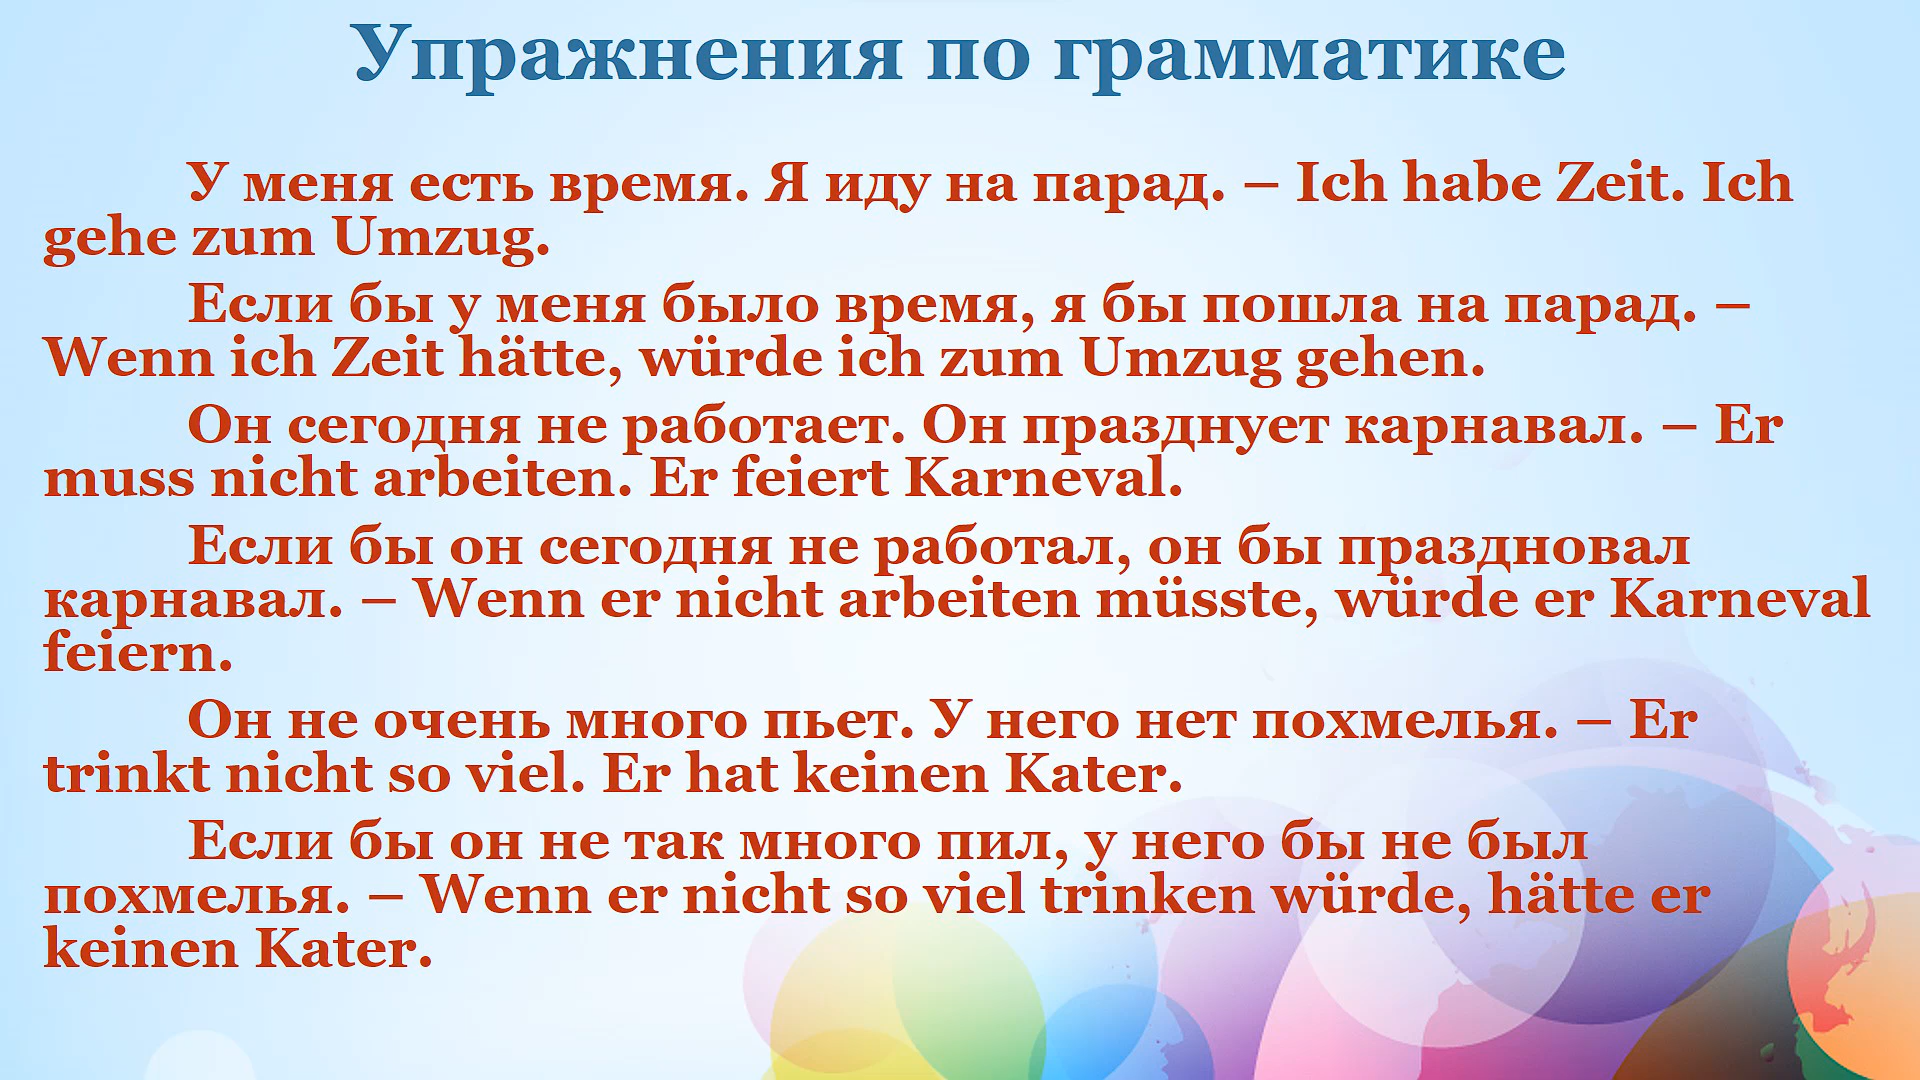 Упражнения по грамматике
У меня есть время. Я иду на парад. – Ich habe Zeit. Ich
gehe zum Umzug.
Если бы у меня было время, я бы пошла на парад. –
Wenn ich Zeit hätte, würde ich zum Umzug gehen.
Он сегодня не работает. Он празднует карнавал. – Er
muss nicht arbeiten. Er feiert Karneval.
Если бы он сегодня не работал, он бы праздновал
карнавал. – Wenn er nicht arbeiten müsste, würde er Karneval
feiern.
Он не очень много пьет. У него нет похмелья. – Er
trinkt nicht so viel. Er hat keinen Kater.
Если бы он не так много пил, у него бы не был
похмелья. – Wenn er nicht so viel trinken würde, hätte er
keinen Kater.